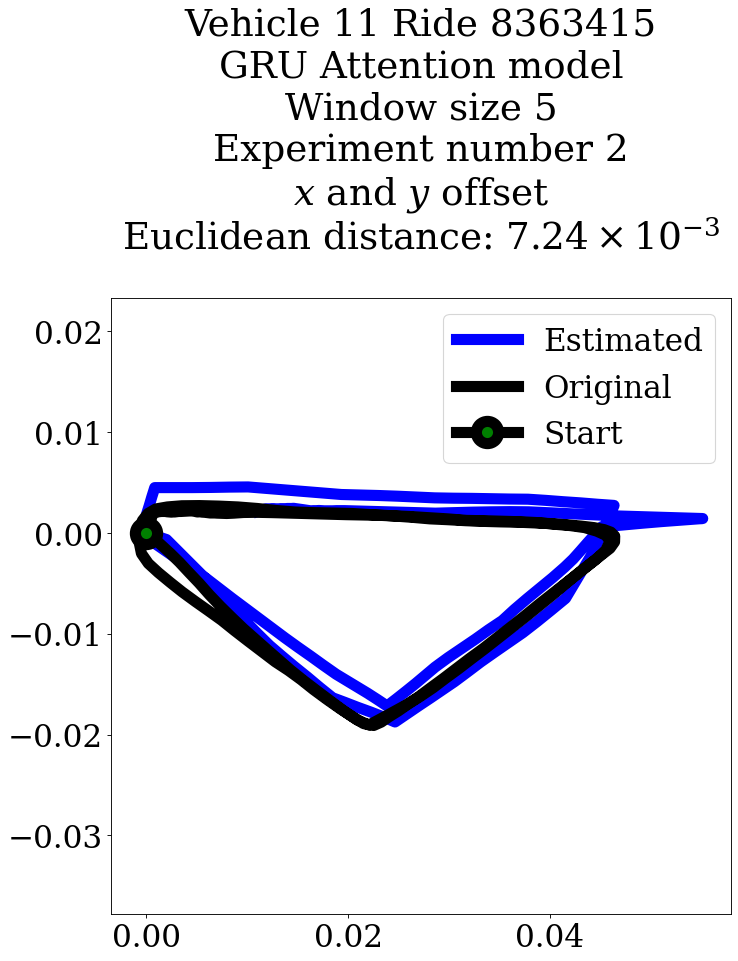 Vehicle 11 Ride 8363415
GRU Attention model
Window size 5
Experiment number 2
x and y offset
Euclidean distance: 7.24 × 10⁻³
Estimated
Original
Start
0.02
0.01
0.00
−0.01
−0.02
−0.03
0.00 0.02 0.04